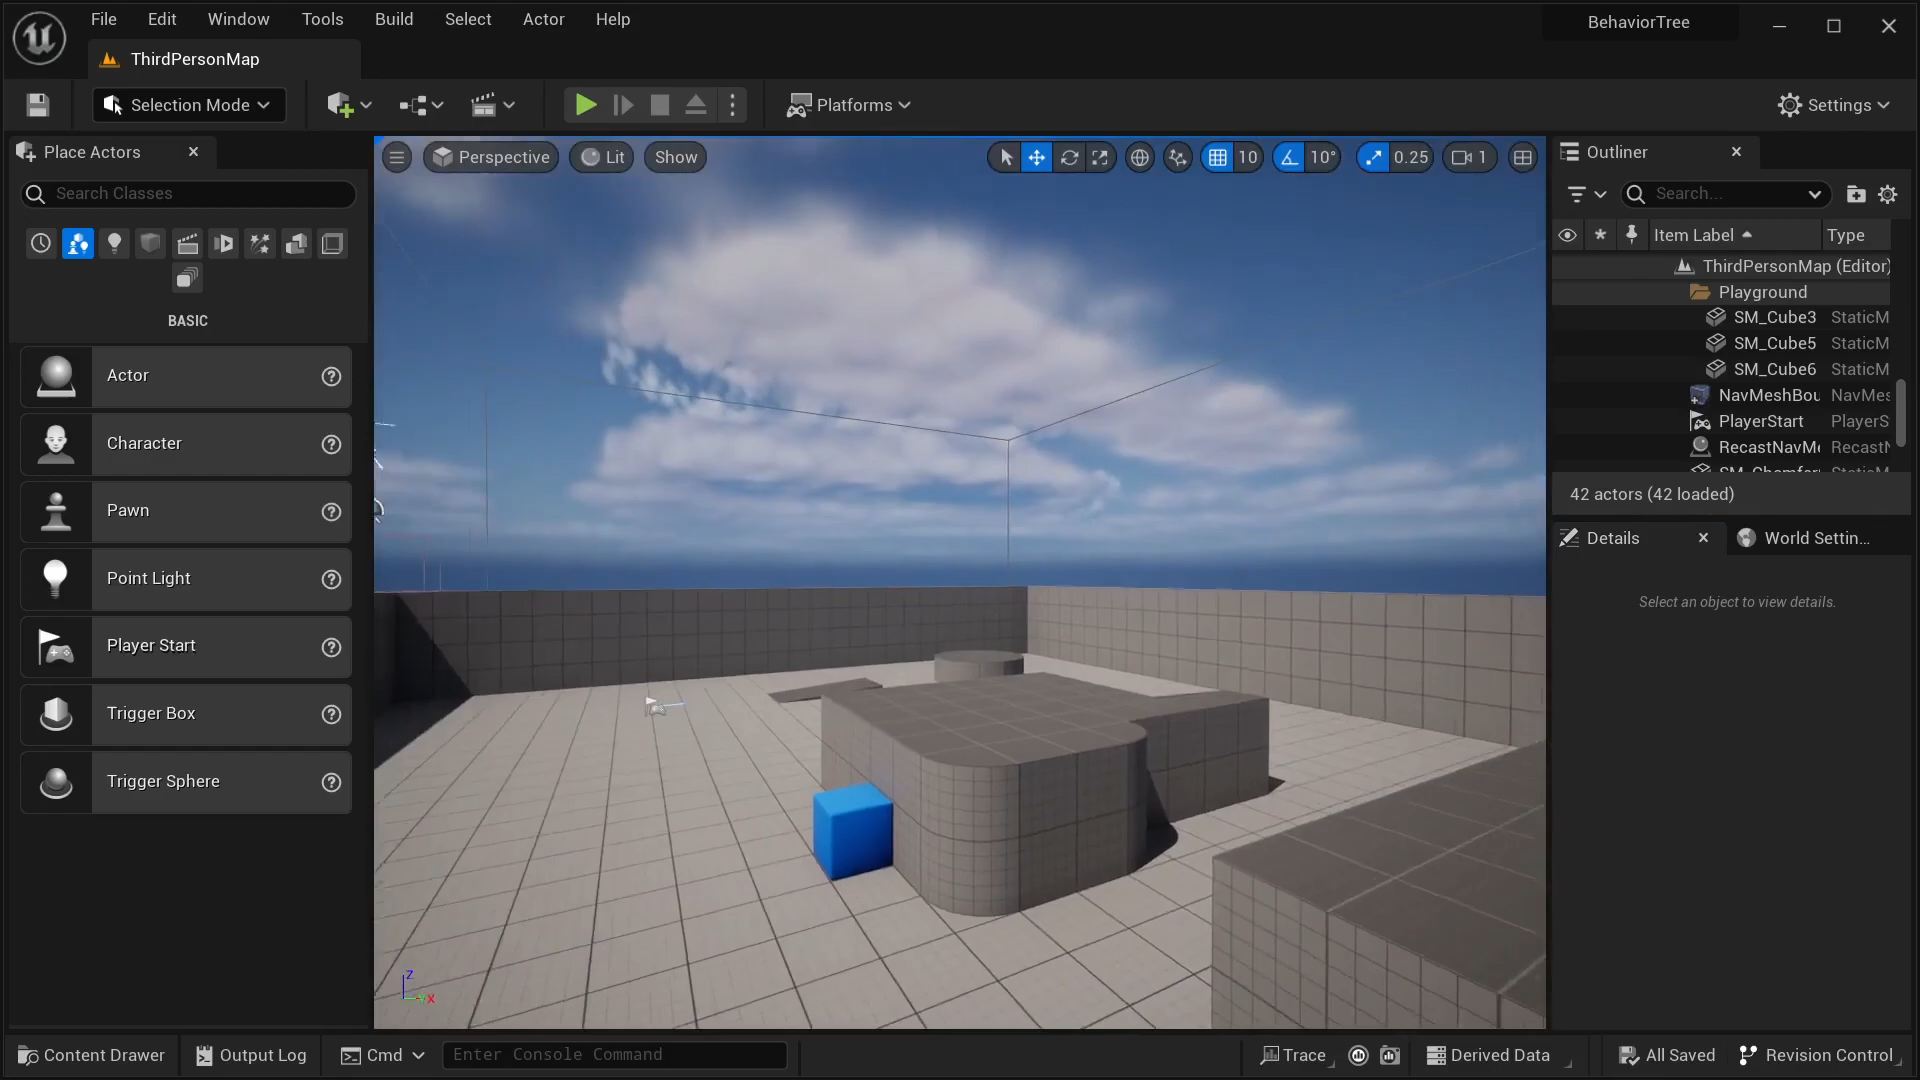 File Edit Window Tools Build Select Actor Help
BehaviorTree
ThirdPersonMap
Selection Mode
Platforms
Settings
Place Actors
Search Classes
BASIC
Actor
Character
Pawn
Point Light
Player Start
Trigger Box
Trigger Sphere
Perspective Lit Show
10 10° 0.25 1
Z
X
Outliner
Search...
Item Label Type
ThirdPersonMap (Editor)
Playground
SM_Cube3 StaticM
SM_Cube5 StaticM
SM_Cube6 StaticM
NavMeshBou NavMes
PlayerStart PlayerS
RecastNavMe RecastN
42 actors (42 loaded)
Details
World Settin...
Select an object to view details.
Content Drawer Output Log Cmd Enter Console Command
Trace Derived Data All Saved Revision Control